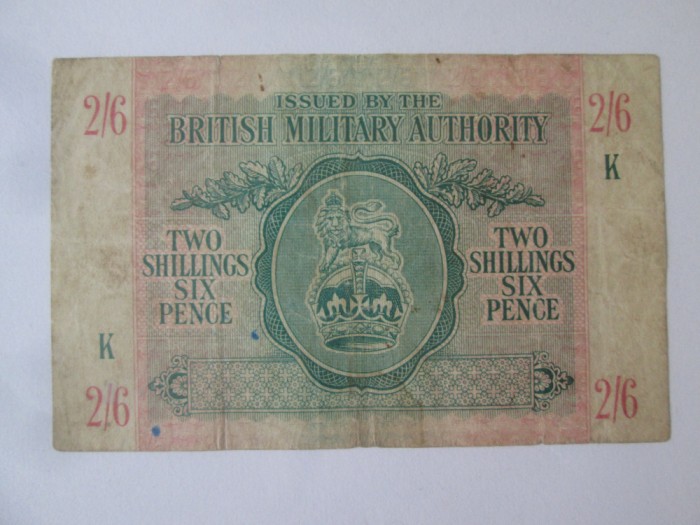 ISSUED BY THE
BRITISH MILITARY AUTHORITY
2/6
2/6
K
TWO
SHILLINGS
SIX
PENCE
TWO
SHILLINGS
SIX
PENCE
K
2/6
2/6